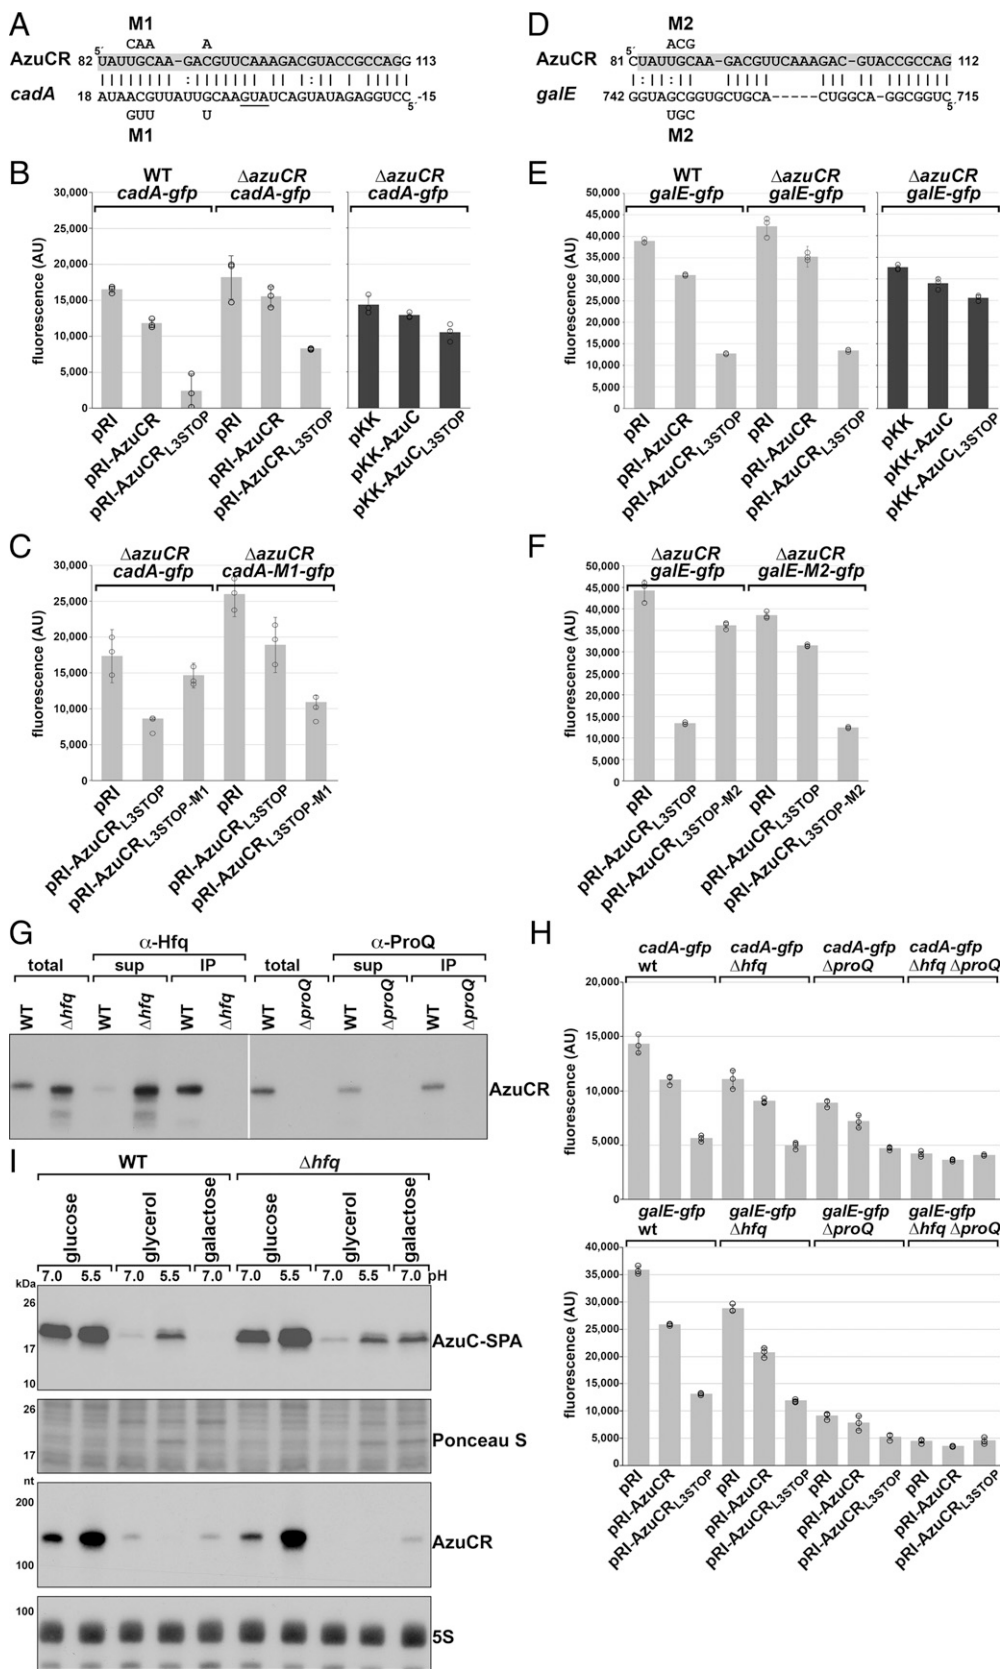 A
M1
CAA A
5'
AzuCR 82 UAUUGCAA-GACGUUCAAAGACGUACCGCCAGG 113
cadA 18 AUAACGUUAUUGCAAGUAUCAGUAUAGAGGUCC -15
5'
GUU U
M1
D
M2
ACG
5'
AzuCR 81 CUAUUGCAA-GACGUUCAAAGAC-GUACCGCCAG 112
galE 742 GGUAGCGGUGCUGCA-----CUGGCA-GGCGGUC 715
5'
UGC
M2
B
WT ΔazuCR ΔazuCR
cadA-gfp cadA-gfp cadA-gfp
fluorescence (AU)
30,000
25,000
20,000
15,000
10,000
5,000
0
pRI
pRI-AzuCR
pRI-AzuCRL3STOP
pRI
pRI-AzuCR
pRI-AzuCRL3STOP
pKK
pKK-AzuC
pKK-AzuCL3STOP
E
WT ΔazuCR ΔazuCR
galE-gfp galE-gfp galE-gfp
fluorescence (AU)
50,000
45,000
40,000
35,000
30,000
25,000
20,000
15,000
10,000
5,000
0
pRI
pRI-AzuCR
pRI-AzuCRL3STOP
pRI
pRI-AzuCR
pRI-AzuCRL3STOP
pKK
pKK-AzuC
pKK-AzuCL3STOP
C
ΔazuCR ΔazuCR
cadA-gfp cadA-M1-gfp
fluorescence (AU)
30,000
25,000
20,000
15,000
10,000
5,000
0
pRI
pRI-AzuCRL3STOP
pRI-AzuCRL3STOP-M1
pRI
pRI-AzuCRL3STOP
pRI-AzuCRL3STOP-M1
F
ΔazuCR ΔazuCR
galE-gfp galE-M2-gfp
fluorescence (AU)
50,000
45,000
40,000
35,000
30,000
25,000
20,000
15,000
10,000
5,000
0
pRI
pRI-AzuCRL3STOP
pRI-AzuCRL3STOP-M2
pRI
pRI-AzuCRL3STOP
pRI-AzuCRL3STOP-M2
G
α-Hfq α-ProQ
total sup IP total sup IP
WT Δhfq WT Δhfq WT Δhfq WT ΔproQ WT ΔproQ WT ΔproQ
AzuCR
H
cadA-gfp cadA-gfp cadA-gfp cadA-gfp
wt Δhfq ΔproQ Δhfq ΔproQ
fluorescence (AU)
20,000
15,000
10,000
5,000
0
galE-gfp galE-gfp galE-gfp galE-gfp
wt Δhfq ΔproQ Δhfq ΔproQ
fluorescence (AU)
40,000
35,000
30,000
25,000
20,000
15,000
10,000
5,000
0
pRI
pRI-AzuCR
pRI-AzuCRL3STOP
pRI
pRI-AzuCR
pRI-AzuCRL3STOP
pRI
pRI-AzuCR
pRI-AzuCRL3STOP
pRI
pRI-AzuCR
pRI-AzuCRL3STOP
I
WT Δhfq
glucose glycerol galactose glucose glycerol galactose
7.0 5.5 7.0 5.5 7.0 7.0 5.5 7.0 5.5 7.0 pH
kDa
26
17
10
AzuC-SPA
26
17
Ponceau S
nt
200
100
AzuCR
100
5S